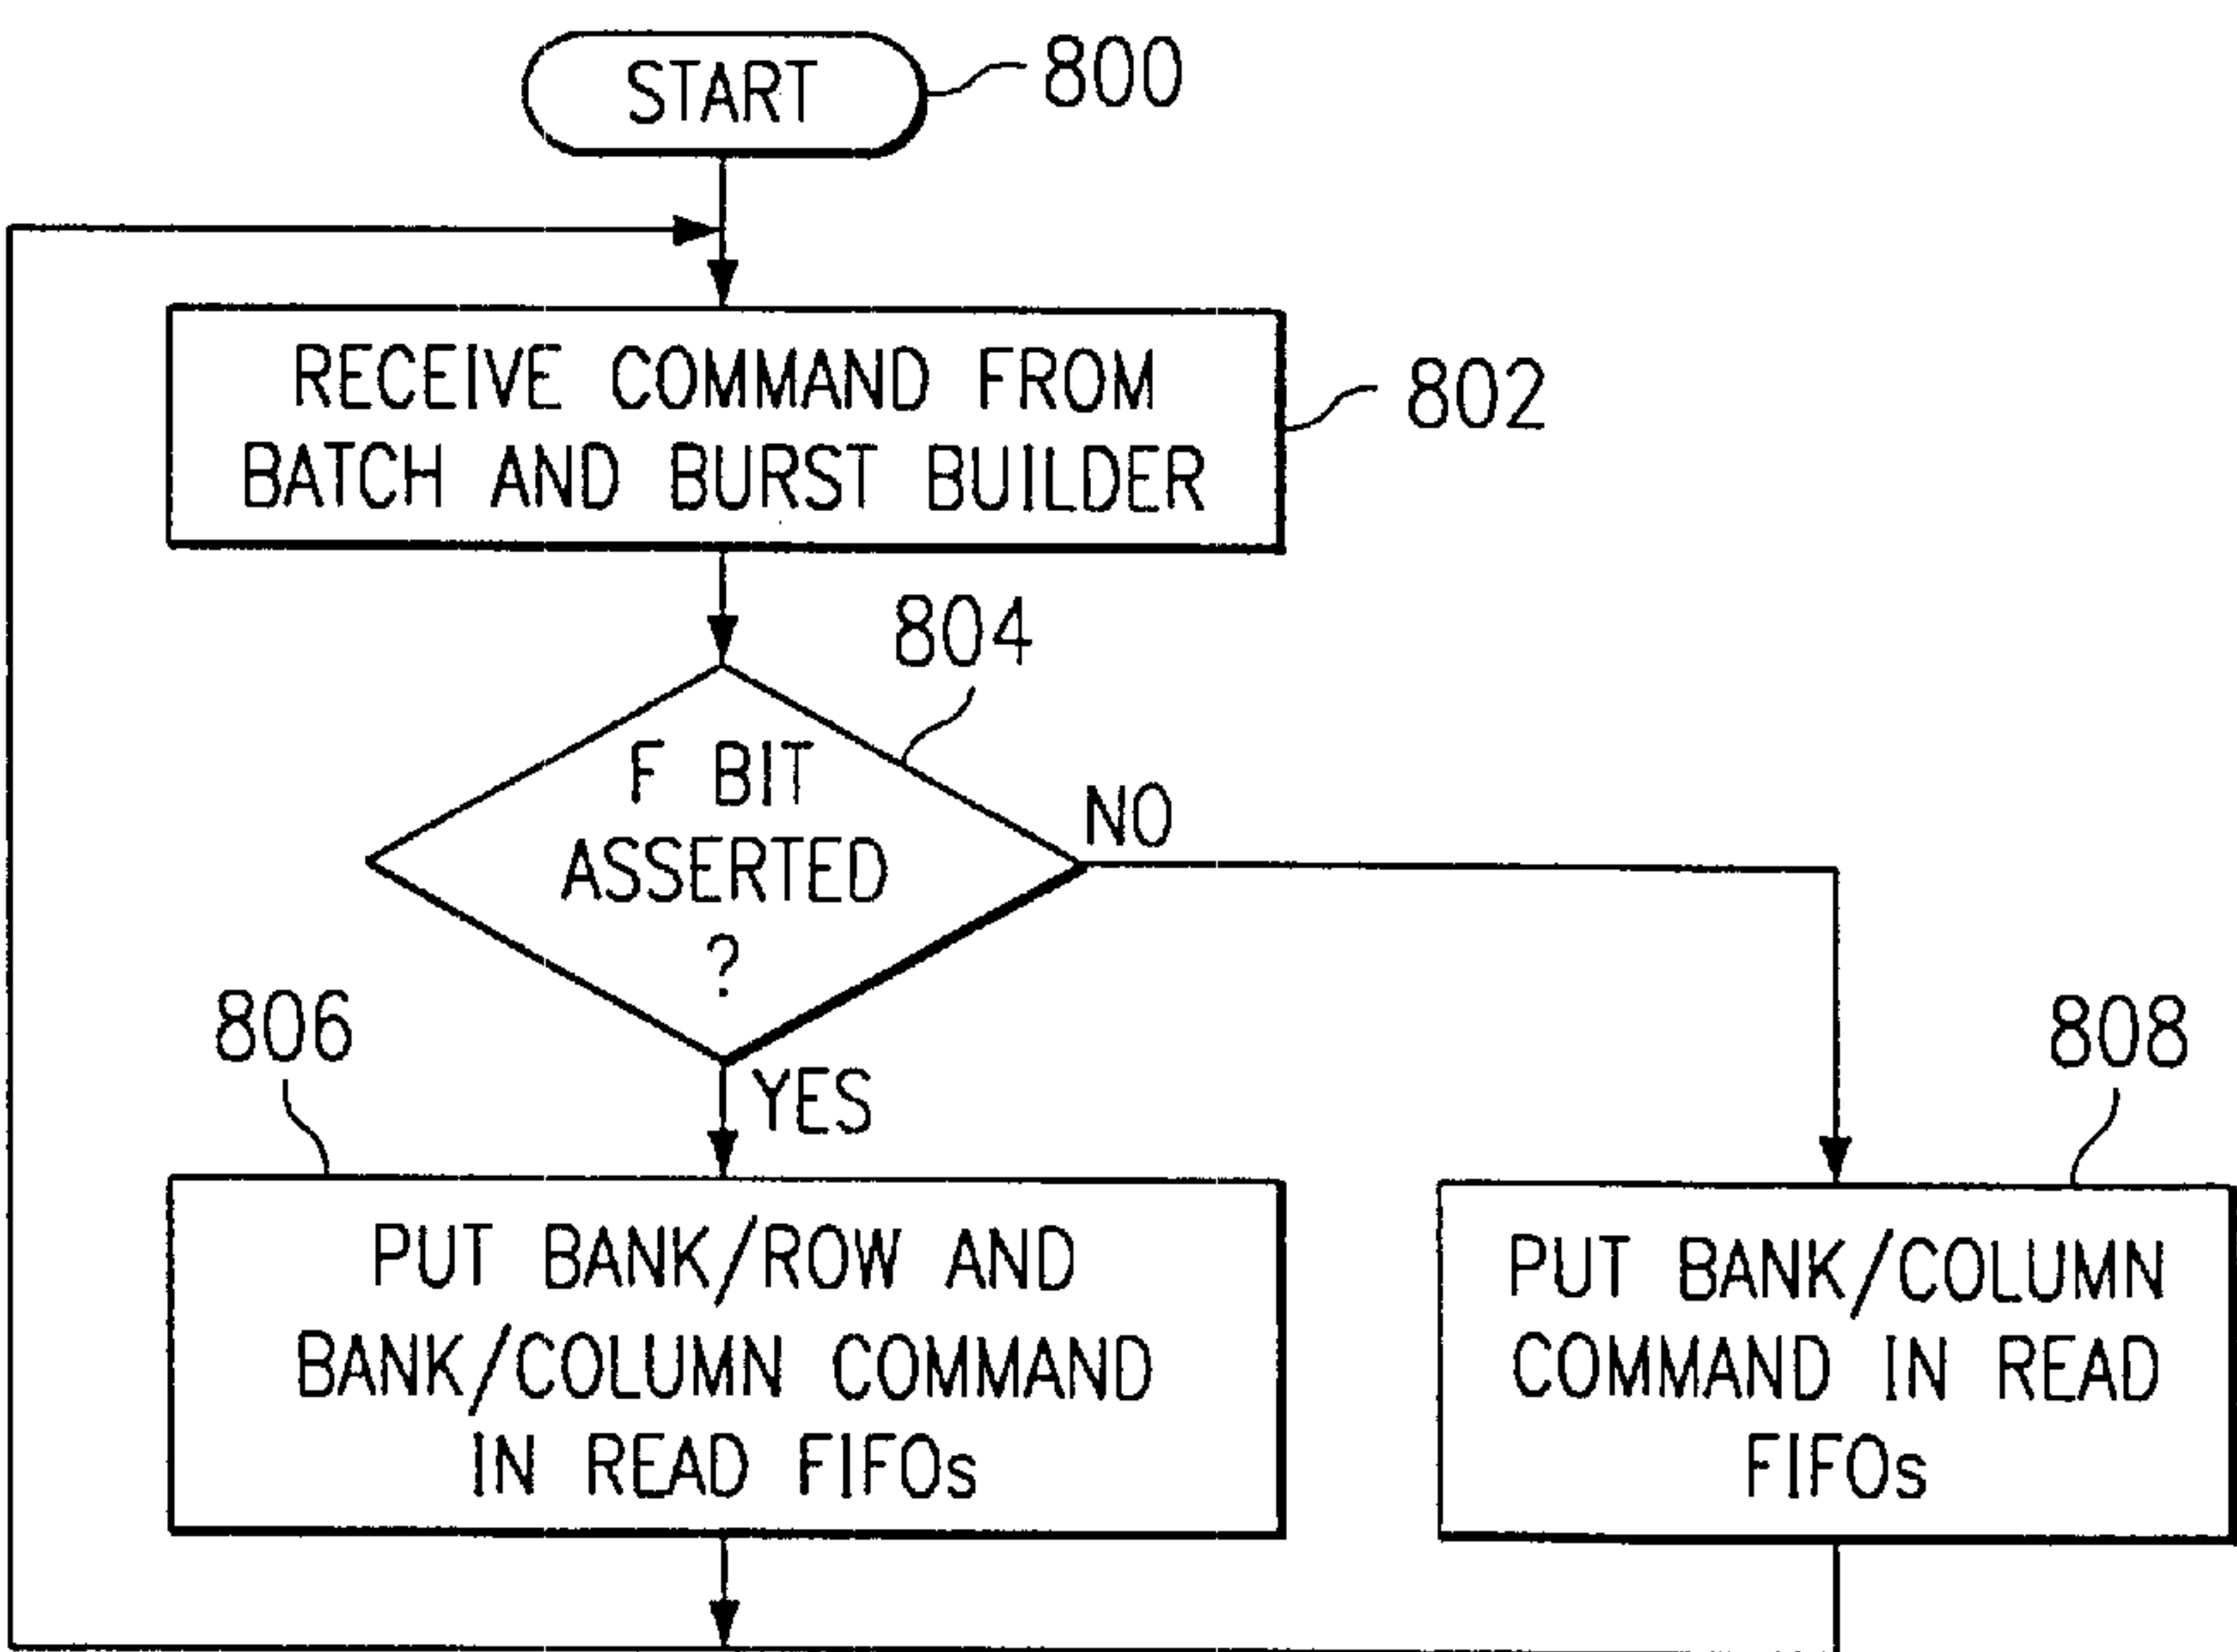 START
800
RECEIVE COMMAND FROM
BATCH AND BURST BUILDER
802
804
F BIT
ASSERTED
?
NO
YES
806
PUT BANK/ROW AND
BANK/COLUMN COMMAND
IN READ FIFOs
808
PUT BANK/COLUMN
COMMAND IN READ
FIFOs